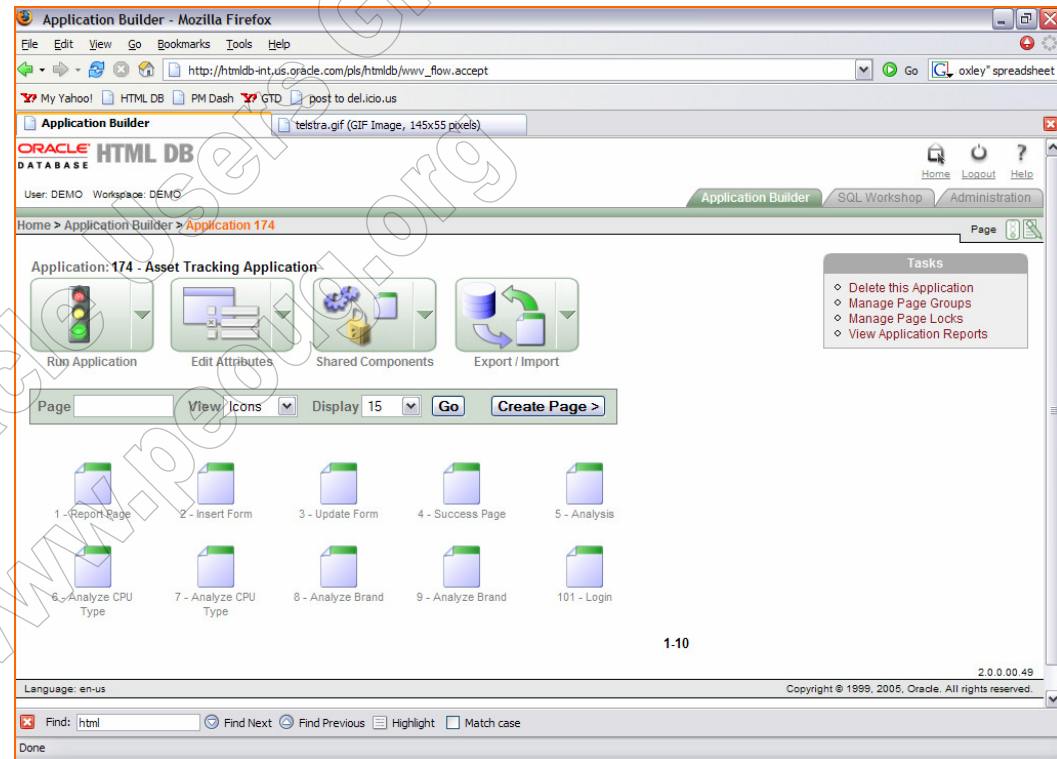 Application Builder - Mozilla Firefox
File Edit View Go Bookmarks Tools Help
http://htmldb-int.us.oracle.com/pls/htmldb/wwv_flow.accept Go G oxley" spreadsheet
My Yahoo! HTML DB PM Dash GTD post to del.icio.us
Application Builder telstra.gif (GIF Image, 145x55 pixels)
ORACLE DATABASE HTML DB
Home Logout Help
User: DEMO Workspace: DEMO
Application Builder SQL Workshop Administration
Home > Application Builder > Application 174
Page
Application: 174 - Asset Tracking Application
Run Application Edit Attributes Shared Components Export / Import
Tasks
Delete this Application
Manage Page Groups
Manage Page Locks
View Application Reports
Page View Icons Display 15 Go Create Page >
1 - Report Page 2 - Insert Form 3 - Update Form 4 - Success Page 5 - Analysis
6 - Analyze CPU Type 7 - Analyze CPU Type 8 - Analyze Brand 9 - Analyze Brand 101 - Login
1-10
2.0.0.00.49
Language: en-us Copyright © 1999, 2005, Oracle. All rights reserved.
Find: html Find Next Find Previous Highlight Match case
Done
www.peoug.org